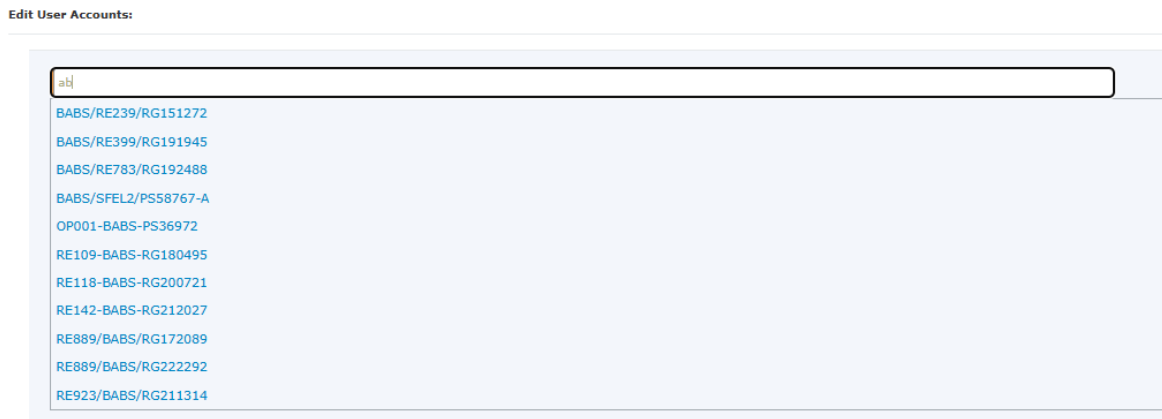 Edit User Accounts:
ab
BABS/RE239/RG151272
BABS/RE399/RG191945
BABS/RE783/RG192488
BABS/SFEL2/PS58767-A
OP001-BABS-PS36972
RE109-BABS-RG180495
RE118-BABS-RG200721
RE142-BABS-RG212027
RE889/BABS/RG172089
RE889/BABS/RG222292
RE923/BABS/RG211314